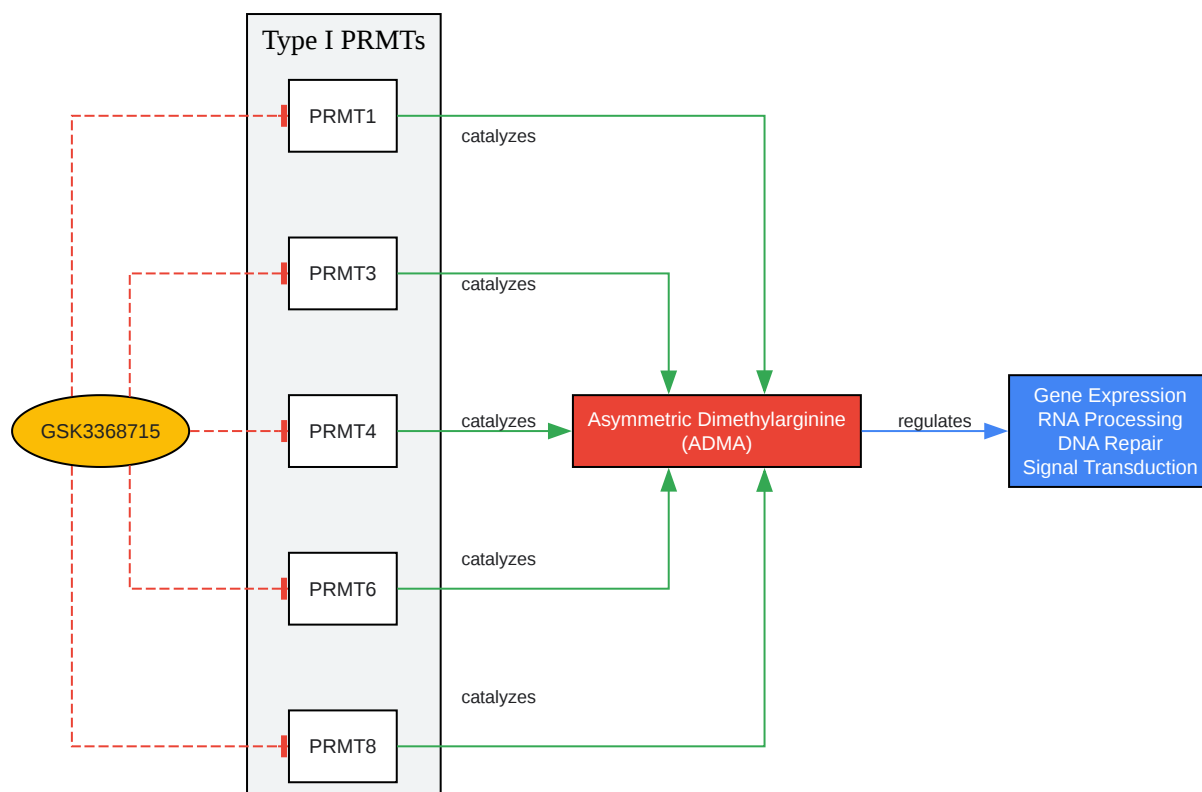 Type I PRMTs
PRMT1
catalyzes
PRMT3
catalyzes
GSK3368715
PRMT4
catalyzes
Asymmetric Dimethylarginine
(ADMA)
regulates
Gene Expression
RNA Processing
DNA Repair
Signal Transduction
PRMT6
catalyzes
PRMT8
catalyzes